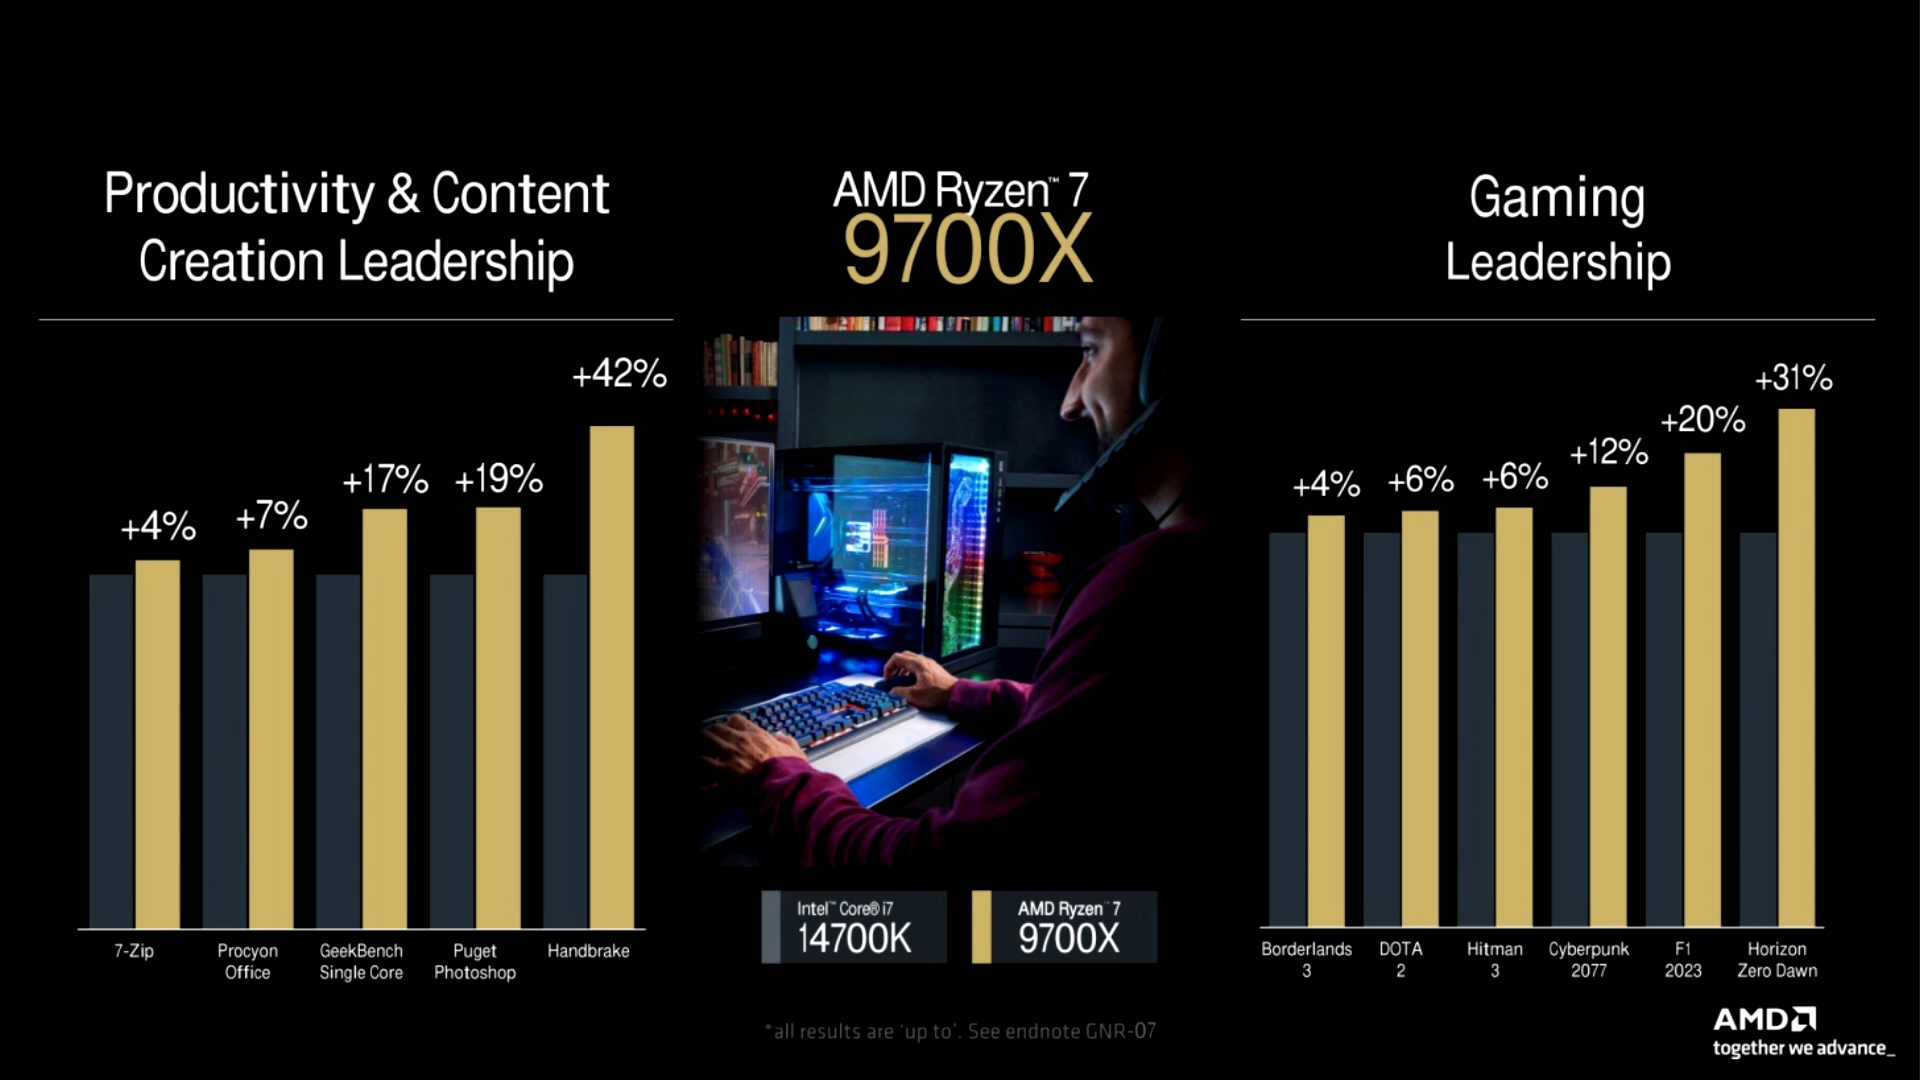 Productivity & Content
Creation Leadership
+4%
+7%
+17%
+19%
+42%
7-Zip
Procyon
Office
GeekBench
Single Core
Puget
Photoshop
Handbrake
AMD Ryzen™ 7
9700X
Intel™ Core® i7
14700K
AMD Ryzen™ 7
9700X
*all results are ‘up to’. See endnote GNR-07
Gaming
Leadership
+4%
+6%
+6%
+12%
+20%
+31%
Borderlands
3
DOTA
2
Hitman
3
Cyberpunk
2077
F1
2023
Horizon
Zero Dawn
AMD
together we advance_